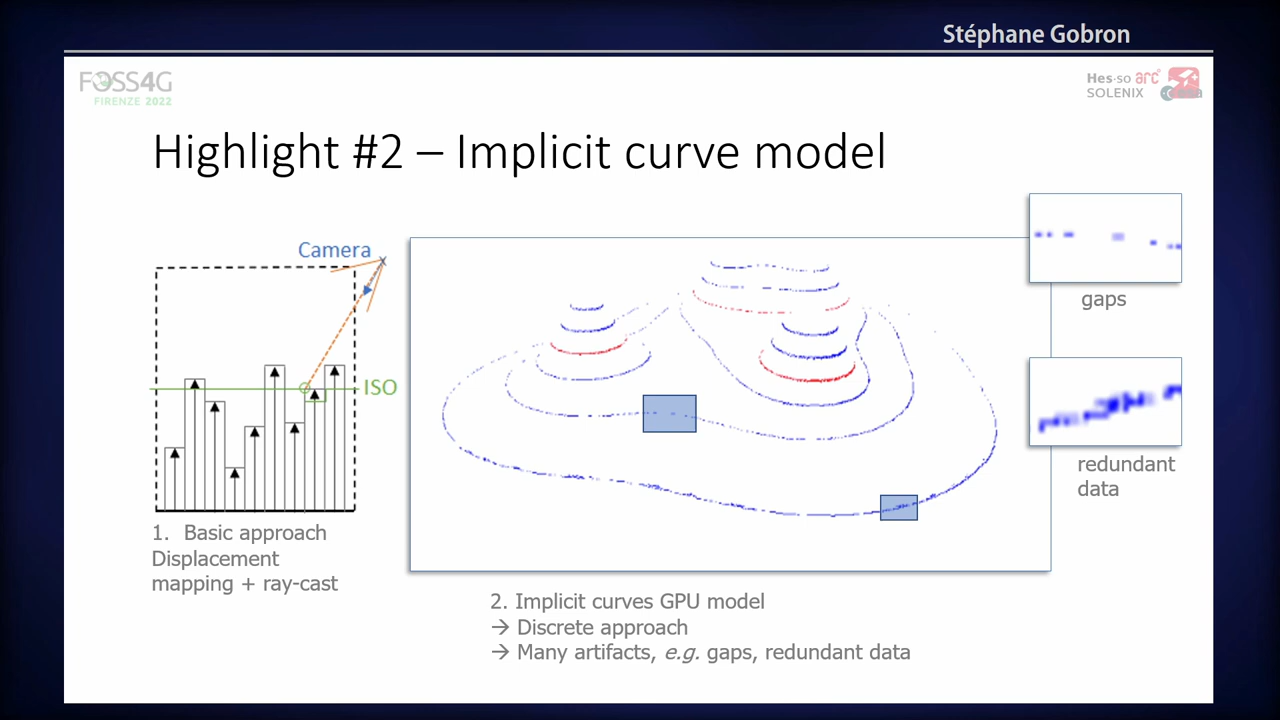 Stéphane Gobron
FOSS4G
FIRENZE 2022
Hes·so arc
SOLENIX
Highlight #2 – Implicit curve model
Camera
ISO
gaps
redundant
data
1. Basic approach
Displacement
mapping + ray-cast
2. Implicit curves GPU model
→ Discrete approach
→ Many artifacts, e.g. gaps, redundant data